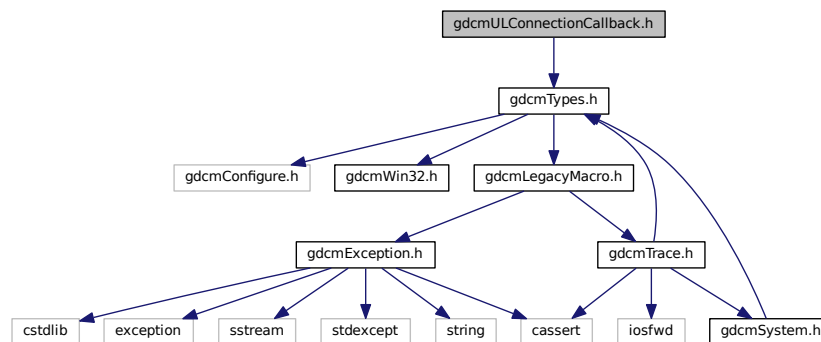 gdcmULConnectionCallback.h
gdcmTypes.h
gdcmConfigure.h
gdcmWin32.h
gdcmLegacyMacro.h
gdcmException.h
gdcmTrace.h
cstdlib
exception
sstream
stdexcept
string
cassert
iosfwd
gdcmSystem.h